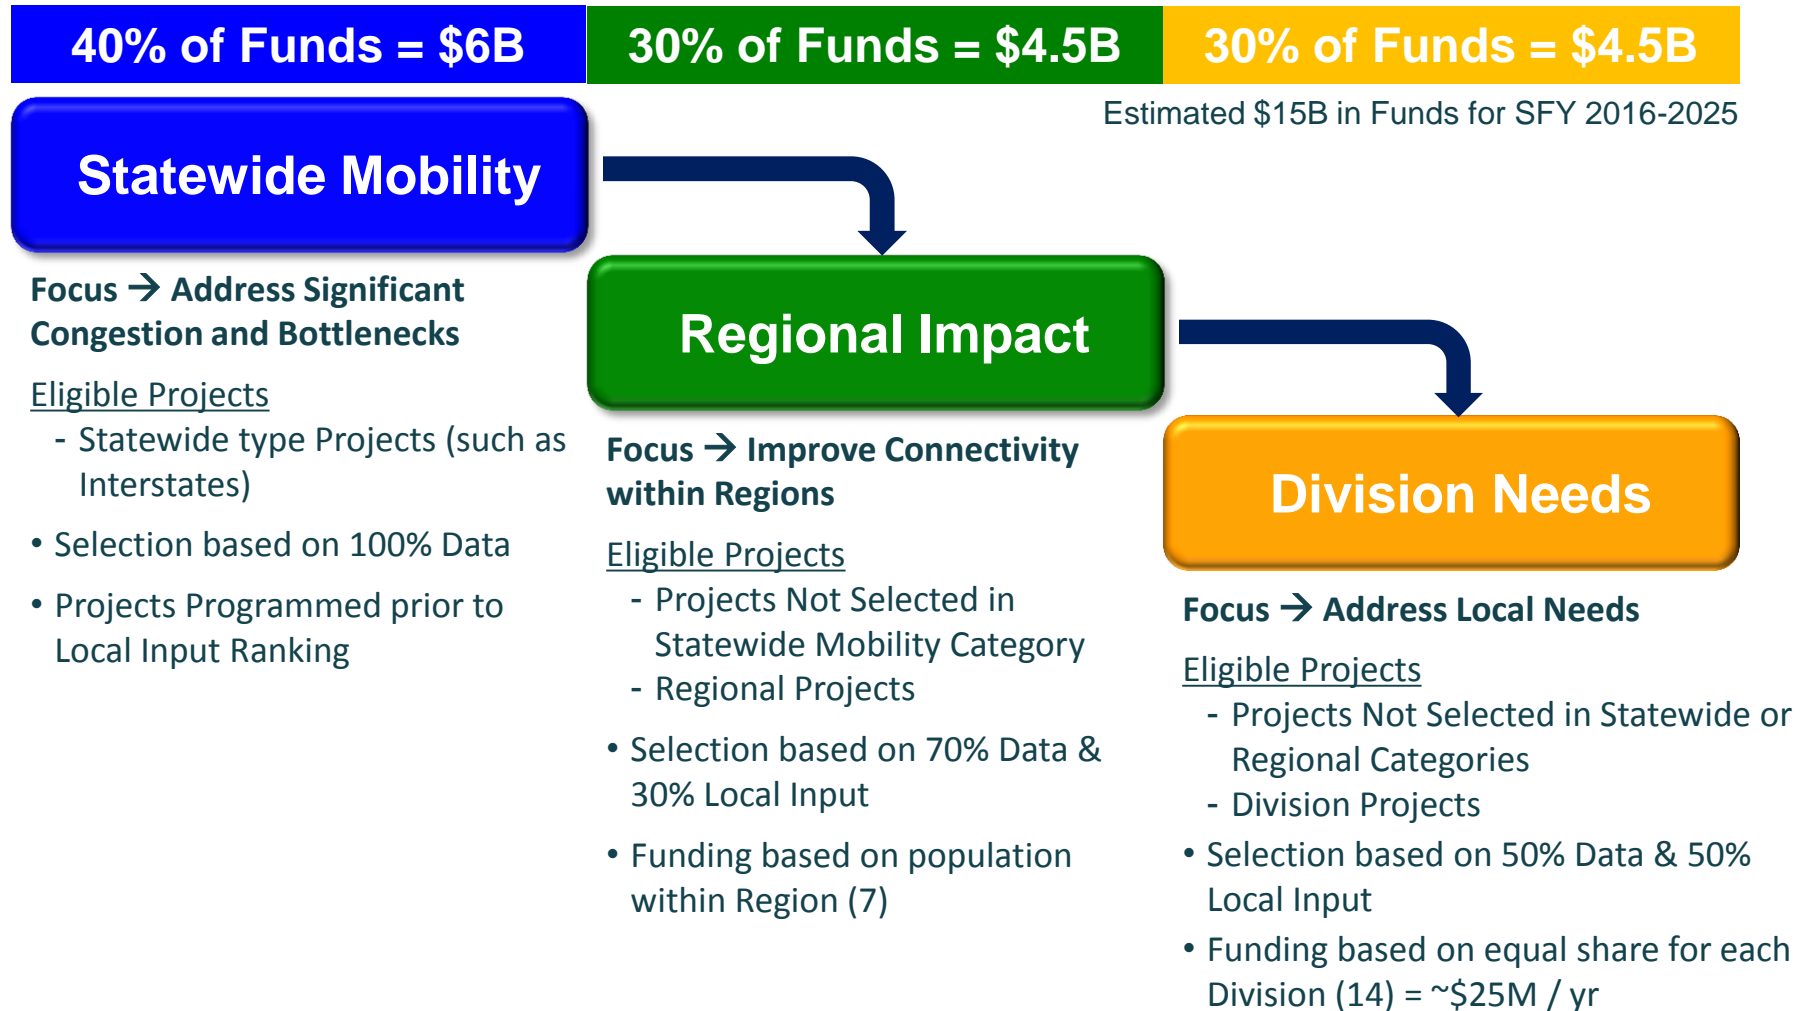 40% of Funds = $6B
30% of Funds = $4.5B
30% of Funds = $4.5B
Estimated $15B in Funds for SFY 2016-2025
Statewide Mobility
Focus → Address Significant
Congestion and Bottlenecks
Eligible Projects
- Statewide type Projects (such as
Interstates)
• Selection based on 100% Data
• Projects Programmed prior to
Local Input Ranking
Regional Impact
Focus → Improve Connectivity
within Regions
Eligible Projects
- Projects Not Selected in
Statewide Mobility Category
- Regional Projects
• Selection based on 70% Data &
30% Local Input
• Funding based on population
within Region (7)
Division Needs
Focus → Address Local Needs
Eligible Projects
- Projects Not Selected in Statewide or
Regional Categories
- Division Projects
• Selection based on 50% Data & 50%
Local Input
• Funding based on equal share for each
Division (14) = ~$25M / yr